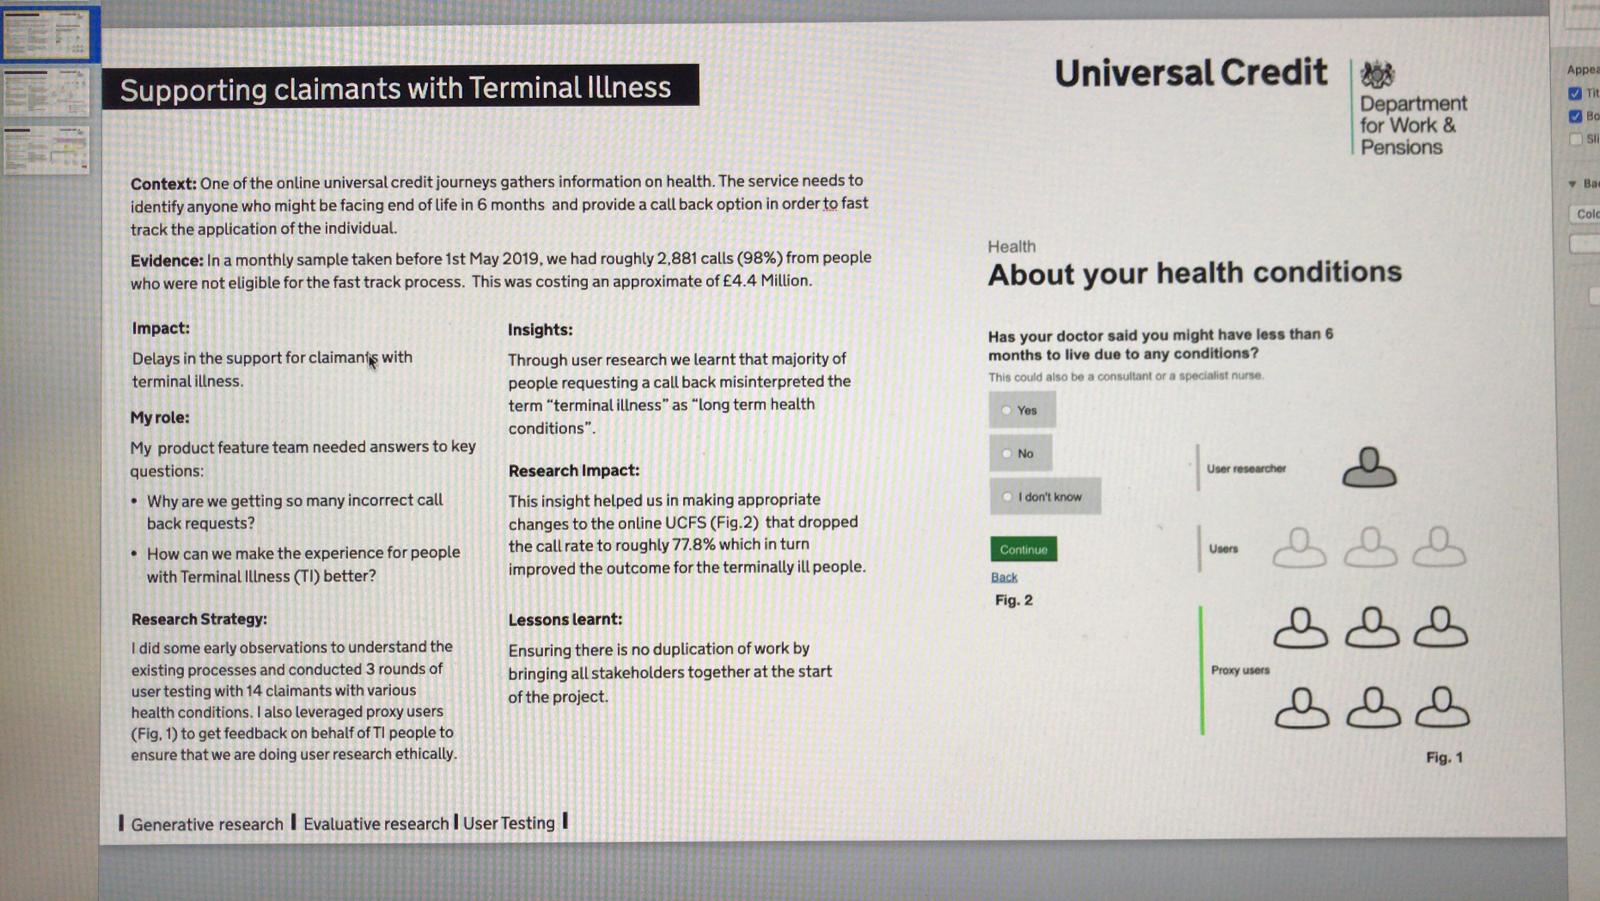 Supporting claimants with Terminal Illness
Universal Credit
Department
for Work &
Pensions
Context: One of the online universal credit journeys gathers information on health. The service needs to
identify anyone who might be facing end of life in 6 months and provide a call back option in order to fast
track the application of the individual.
Evidence: In a monthly sample taken before 1st May 2019, we had roughly 2,881 calls (98%) from people
who were not eligible for the fast track process. This was costing an approximate of £4.4 Million.
Impact:
Delays in the support for claimants with
terminal illness.
My role:
My product feature team needed answers to key
questions:
• Why are we getting so many incorrect call
back requests?
• How can we make the experience for people
with Terminal Illness (TI) better?
Research Strategy:
I did some early observations to understand the
existing processes and conducted 3 rounds of
user testing with 14 claimants with various
health conditions. I also leveraged proxy users
(Fig, 1) to get feedback on behalf of TI people to
ensure that we are doing user research ethically.
Insights:
Through user research we learnt that majority of
people requesting a call back misinterpreted the
term “terminal illness” as “long term health
conditions”.
Research Impact:
This insight helped us in making appropriate
changes to the online UCFS (Fig.2) that dropped
the call rate to roughly 77.8% which in turn
improved the outcome for the terminally ill people.
Lessons learnt:
Ensuring there is no duplication of work by
bringing all stakeholders together at the start
of the project.
Health
About your health conditions
Has your doctor said you might have less than 6
months to live due to any conditions?
This could also be a consultant or a specialist nurse.
Yes
No
I don't know
Continue
Back
Fig. 2
User researcher
Users
Proxy users
Fig. 1
| Generative research | Evaluative research | User Testing |